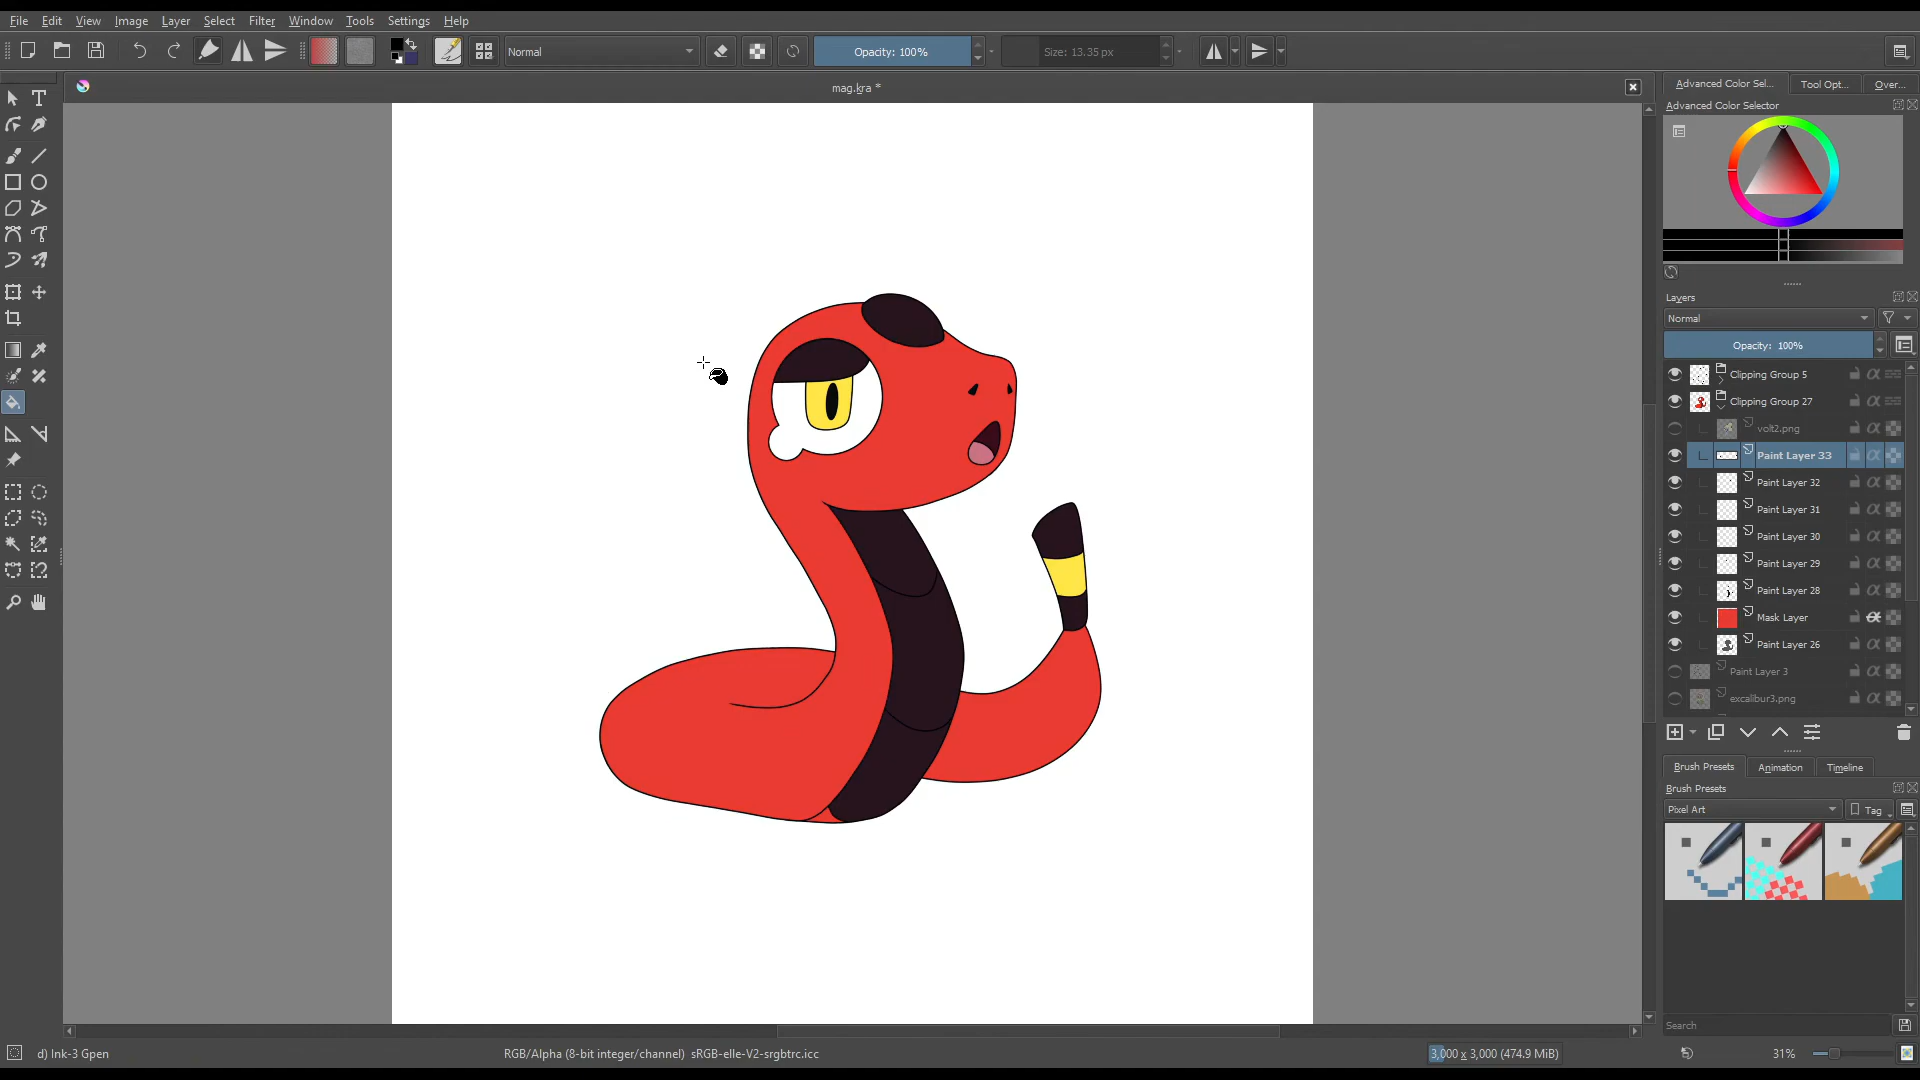 File Edit View Image Layer Select Filter Window Tools Settings Help
Normal Opacity: 100% Size: 13.35 px
mag.kra *
Advanced Color Sel... Tool Opt... Over...
Advanced Color Selector
Layers
Normal
Opacity: 100%
Clipping Group 5
Clipping Group 27
volt2.png
Paint Layer 33
Paint Layer 32
Paint Layer 31
Paint Layer 30
Paint Layer 29
Paint Layer 28
Mask Layer
Paint Layer 26
Paint Layer 3
excalibur3.png
Brush Presets Animation Timeline
Brush Presets
Pixel Art Tag
Search
d) Ink-3 Gpen RGB/Alpha (8-bit integer/channel) sRGB-elle-V2-srgbtrc.icc 3,000 x 3,000 (474.9 MiB) 31%